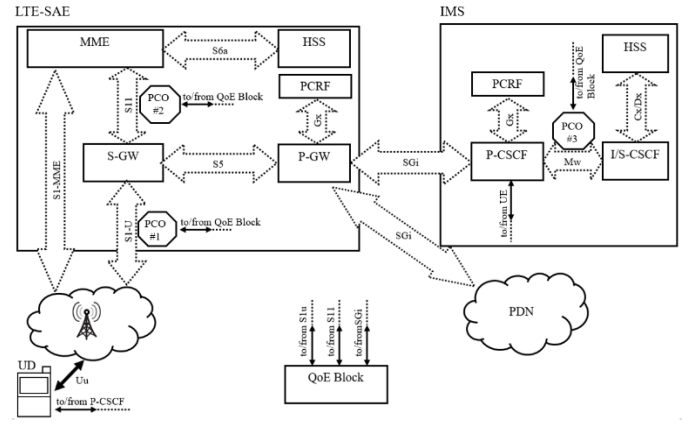 LTE-SAE
IMS
MME
S6a
HSS
HSS
PCRF
PCRF
S11
PCO
#2
to/from QoE Block
Gx
Gx
to/from QoE
Block
PCO
#3
Cx/Dx
S1-MME
S-GW
S5
P-GW
SGi
P-CSCF
Mw
I/S-CSCF
S1-U
PCO
#1
to/from QoE Block
to/from UE
SGi
PDN
to/from S1u
to/from S11
to/fromSGi
QoE Block
UD
Uu
to/from P-CSCF